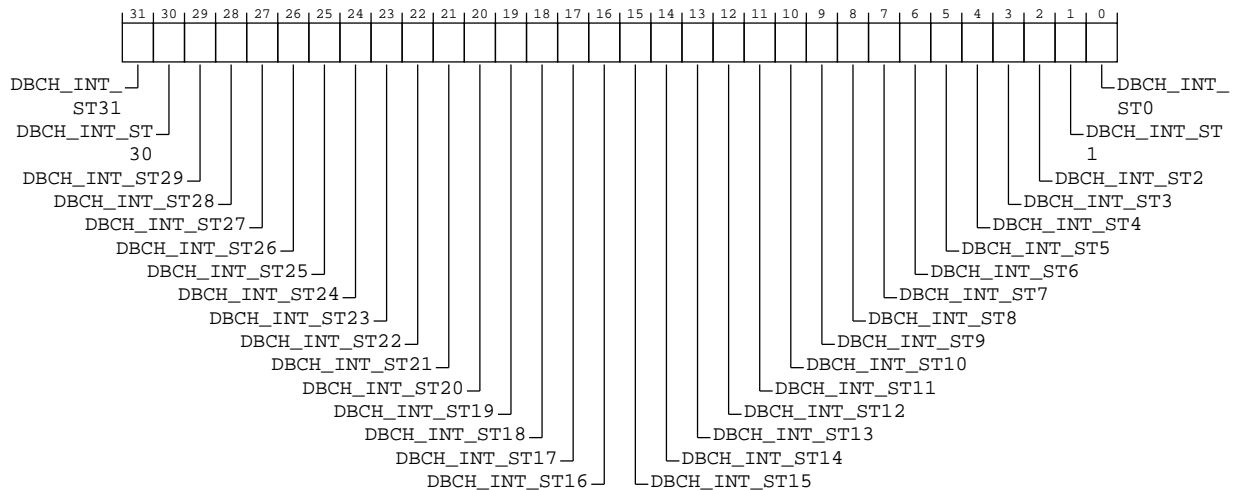 31 30 29 28 27 26 25 24 23 22 21 20 19 18 17 16 15 14 13 12 11 10 9 8 7 6 5 4 3 2 1 0
DBCH_INT_
ST31
DBCH_INT_ST
30
DBCH_INT_ST29
DBCH_INT_ST28
DBCH_INT_ST27
DBCH_INT_ST26
DBCH_INT_ST25
DBCH_INT_ST24
DBCH_INT_ST23
DBCH_INT_ST22
DBCH_INT_ST21
DBCH_INT_ST20
DBCH_INT_ST19
DBCH_INT_ST18
DBCH_INT_ST17
DBCH_INT_ST16
DBCH_INT_
ST0
DBCH_INT_ST
1
DBCH_INT_ST2
DBCH_INT_ST3
DBCH_INT_ST4
DBCH_INT_ST5
DBCH_INT_ST6
DBCH_INT_ST7
DBCH_INT_ST8
DBCH_INT_ST9
DBCH_INT_ST10
DBCH_INT_ST11
DBCH_INT_ST12
DBCH_INT_ST13
DBCH_INT_ST14
DBCH_INT_ST15